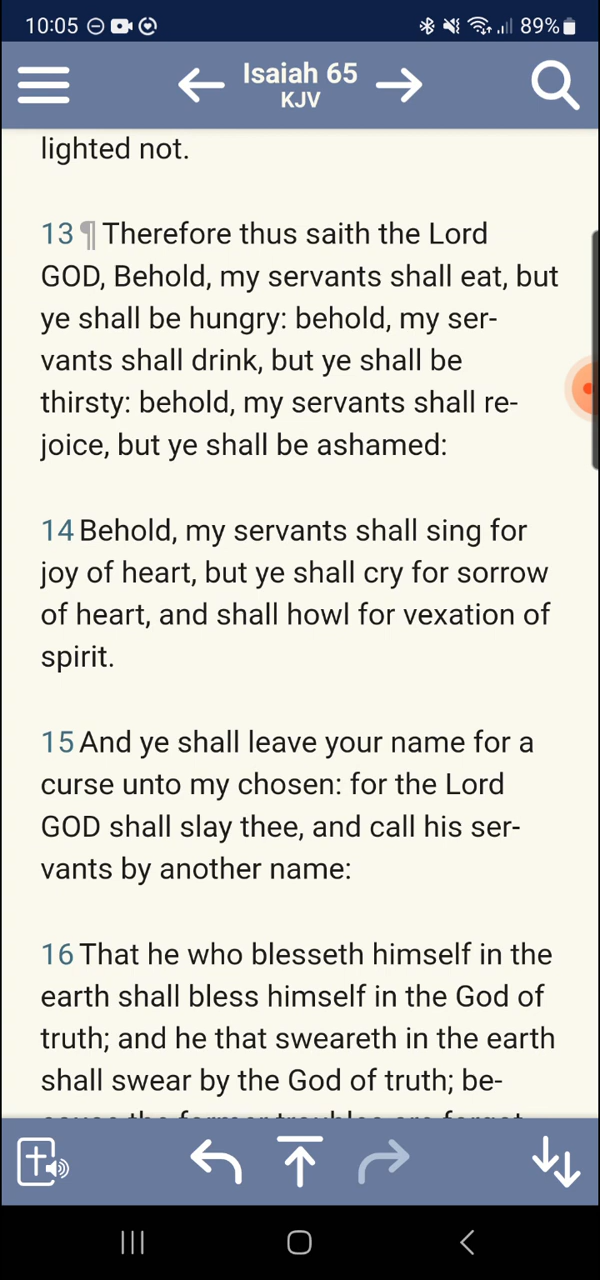 10:05 89%
Isaiah 65
KJV
lighted not.
13 ¶ Therefore thus saith the Lord
GOD, Behold, my servants shall eat, but
ye shall be hungry: behold, my ser-
vants shall drink, but ye shall be
thirsty: behold, my servants shall re-
joice, but ye shall be ashamed:
14 Behold, my servants shall sing for
joy of heart, but ye shall cry for sorrow
of heart, and shall howl for vexation of
spirit.
15 And ye shall leave your name for a
curse unto my chosen: for the Lord
GOD shall slay thee, and call his ser-
vants by another name:
16 That he who blesseth himself in the
earth shall bless himself in the God of
truth; and he that sweareth in the earth
shall swear by the God of truth; be-
cause the former troubles are forgot-